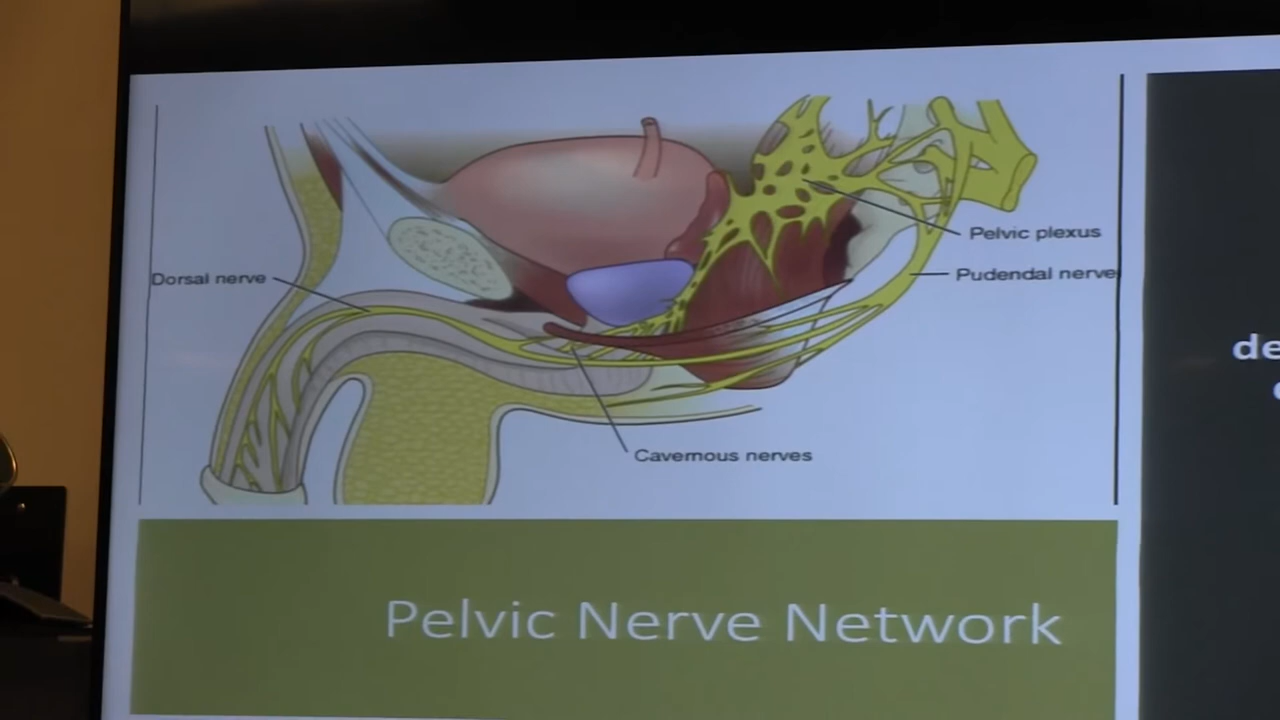 Pelvic plexus
Pudendal nerve
Dorsal nerve
Cavernous nerves
Pelvic Nerve Network